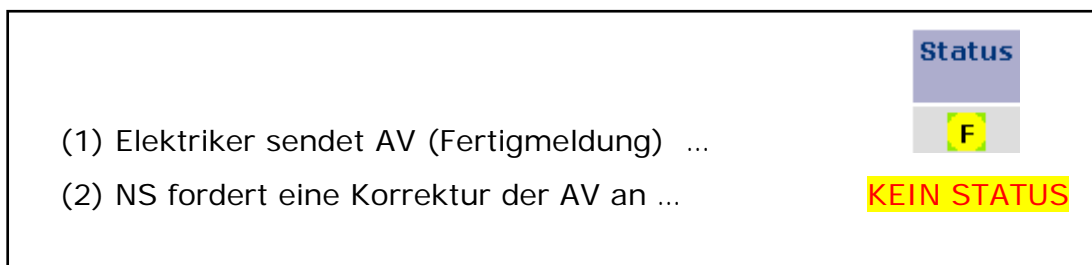 Status
(1) Elektriker sendet AV (Fertigmeldung) ... F
(2) NS fordert eine Korrektur der AV an ... KEIN STATUS